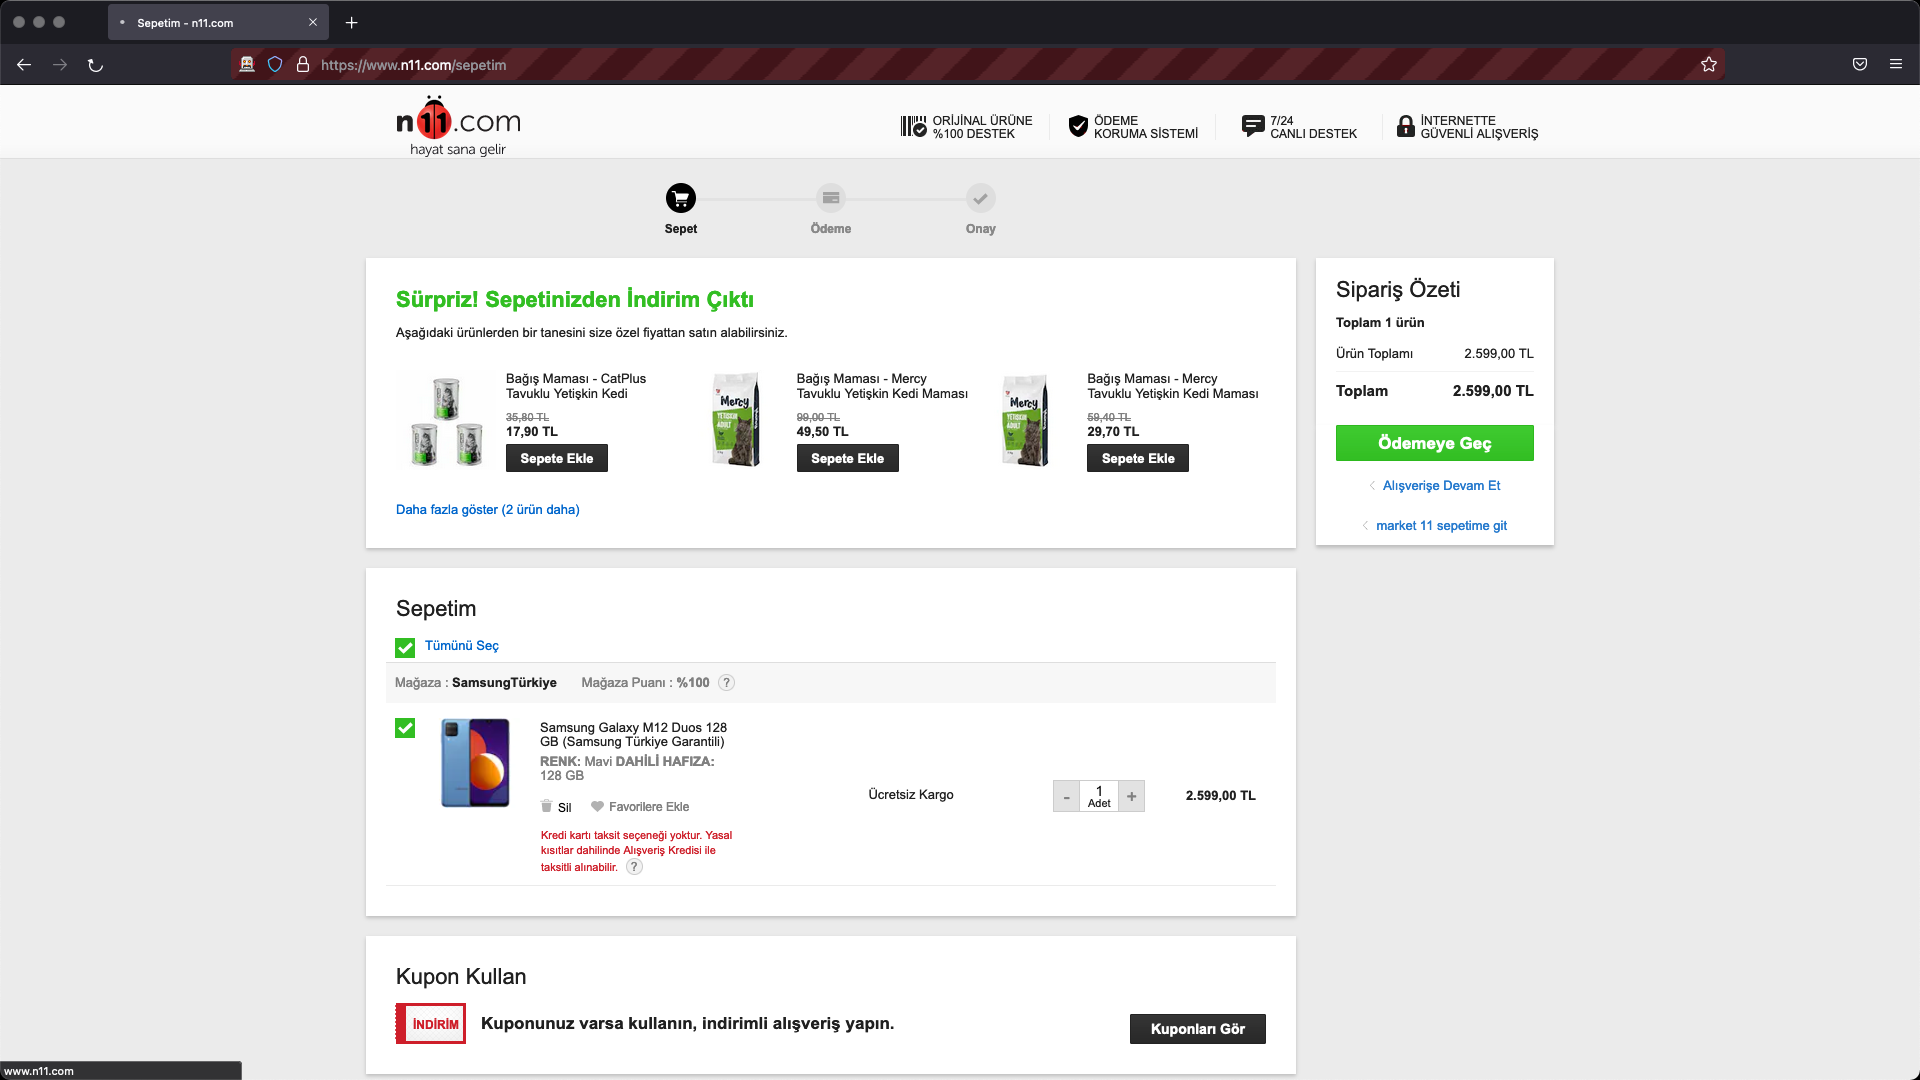 Sepetim - n11.com
https://www.n11.com/sepetim
n11.com
hayat sana gelir
ORİJİNAL ÜRÜNE
%100 DESTEK
ÖDEME
KORUMA SİSTEMİ
7/24
CANLI DESTEK
İNTERNETTE
GÜVENLİ ALIŞVERİŞ
Sepet
Ödeme
Onay
Sürpriz! Sepetinizden İndirim Çıktı
Aşağıdaki ürünlerden bir tanesini size özel fiyattan satın alabilirsiniz.
Bağış Maması - CatPlus
Tavuklu Yetişkin Kedi
35,80 TL
17,90 TL
Sepete Ekle
Mercy
YETİŞKİN
ADULT
Bağış Maması - Mercy
Tavuklu Yetişkin Kedi Maması
99,00 TL
49,50 TL
Sepete Ekle
Mercy
YETİŞKİN
ADULT
Bağış Maması - Mercy
Tavuklu Yetişkin Kedi Maması
59,40 TL
29,70 TL
Sepete Ekle
Daha fazla göster (2 ürün daha)
Sipariş Özeti
Toplam 1 ürün
Ürün Toplamı 2.599,00 TL
Toplam 2.599,00 TL
Ödemeye Geç
Alışverişe Devam Et
market 11 sepetime git
Sepetim
Tümünü Seç
Mağaza : SamsungTürkiye Mağaza Puanı : %100 ?
Samsung Galaxy M12 Duos 128
GB (Samsung Türkiye Garantili)
RENK: Mavi DAHİLİ HAFIZA:
128 GB
Sil Favorilere Ekle
Kredi kartı taksit seçeneği yoktur. Yasal
kısıtlar dahilinde Alışveriş Kredisi ile
taksitli alınabilir. ?
Ücretsiz Kargo
- 1 +
Adet
2.599,00 TL
Kupon Kullan
İNDİRİM
Kuponunuz varsa kullanın, indirimli alışveriş yapın.
Kuponları Gör
www.n11.com